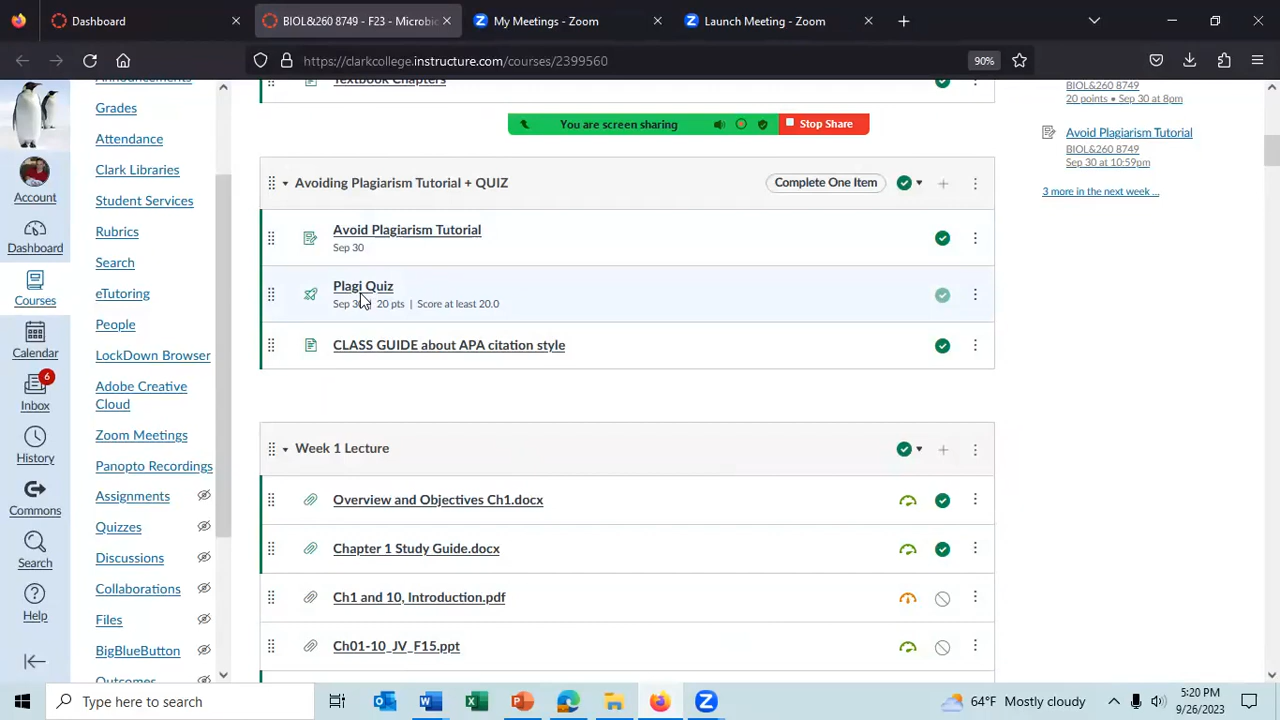 Dashboard
BIOL&260 8749 - F23 - Microbic
My Meetings - Zoom
Launch Meeting - Zoom
https://clarkcollege.instructure.com/courses/2399560
90%
Announcements
Grades
Attendance
Clark Libraries
Student Services
Rubrics
Search
eTutoring
People
LockDown Browser
Adobe Creative
Cloud
Zoom Meetings
Panopto Recordings
Assignments
Quizzes
Discussions
Collaborations
Files
BigBlueButton
Outcomes
Account
Dashboard
Courses
Calendar
6
Inbox
History
Commons
Search
Help
Textbook Chapters
You are screen sharing
Stop Share
Avoiding Plagiarism Tutorial + QUIZ
Complete One Item
Avoid Plagiarism Tutorial
Sep 30
Plagi Quiz
Sep 30 20 pts | Score at least 20.0
CLASS GUIDE about APA citation style
Week 1 Lecture
Overview and Objectives Ch1.docx
Chapter 1 Study Guide.docx
Ch1 and 10, Introduction.pdf
Ch01-10_JV_F15.ppt
BIOL&260 8749
20 points • Sep 30 at 8pm
Avoid Plagiarism Tutorial
BIOL&260 8749
Sep 30 at 10:59pm
3 more in the next week ...
Type here to search
64°F Mostly cloudy
5:20 PM
9/26/2023